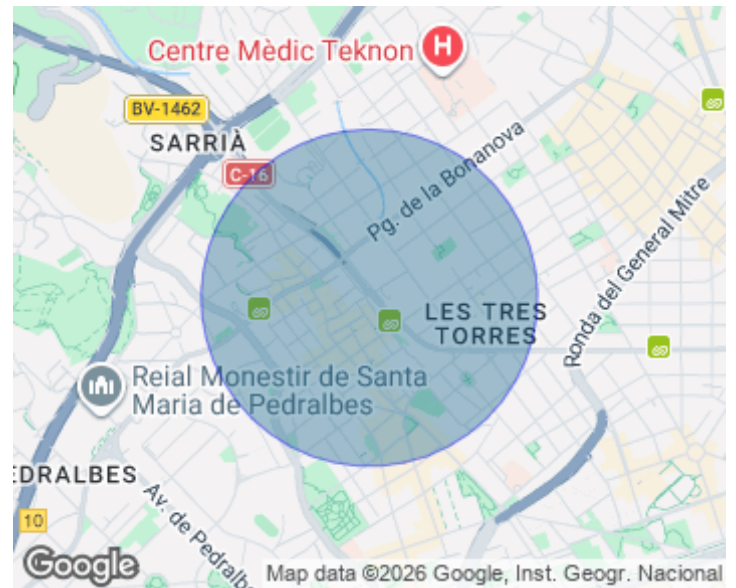 Centre Mèdic Teknon
H
BV-1462
SARRIÀ
C-16
Pg. de la Bonanova
Ronda del General Mitre
LES TRES
TORRES
Reial Monestir de Santa
Maria de Pedralbes
EDRALBES
Av. de Pedralb
10
Google
Map data ©2026 Google, Inst. Geogr. Nacional